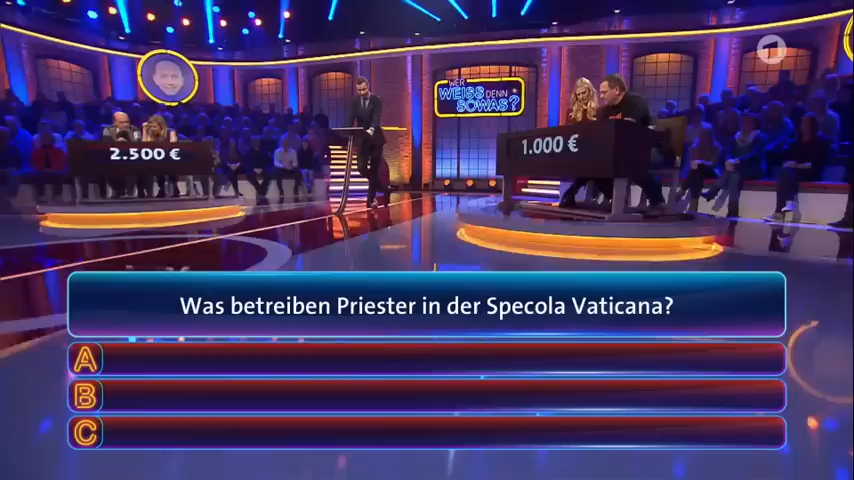 1
WER
WEISS DENN
SOWAS?
2.500 €
1.000 €
Was betreiben Priester in der Specola Vaticana?
A
B
C